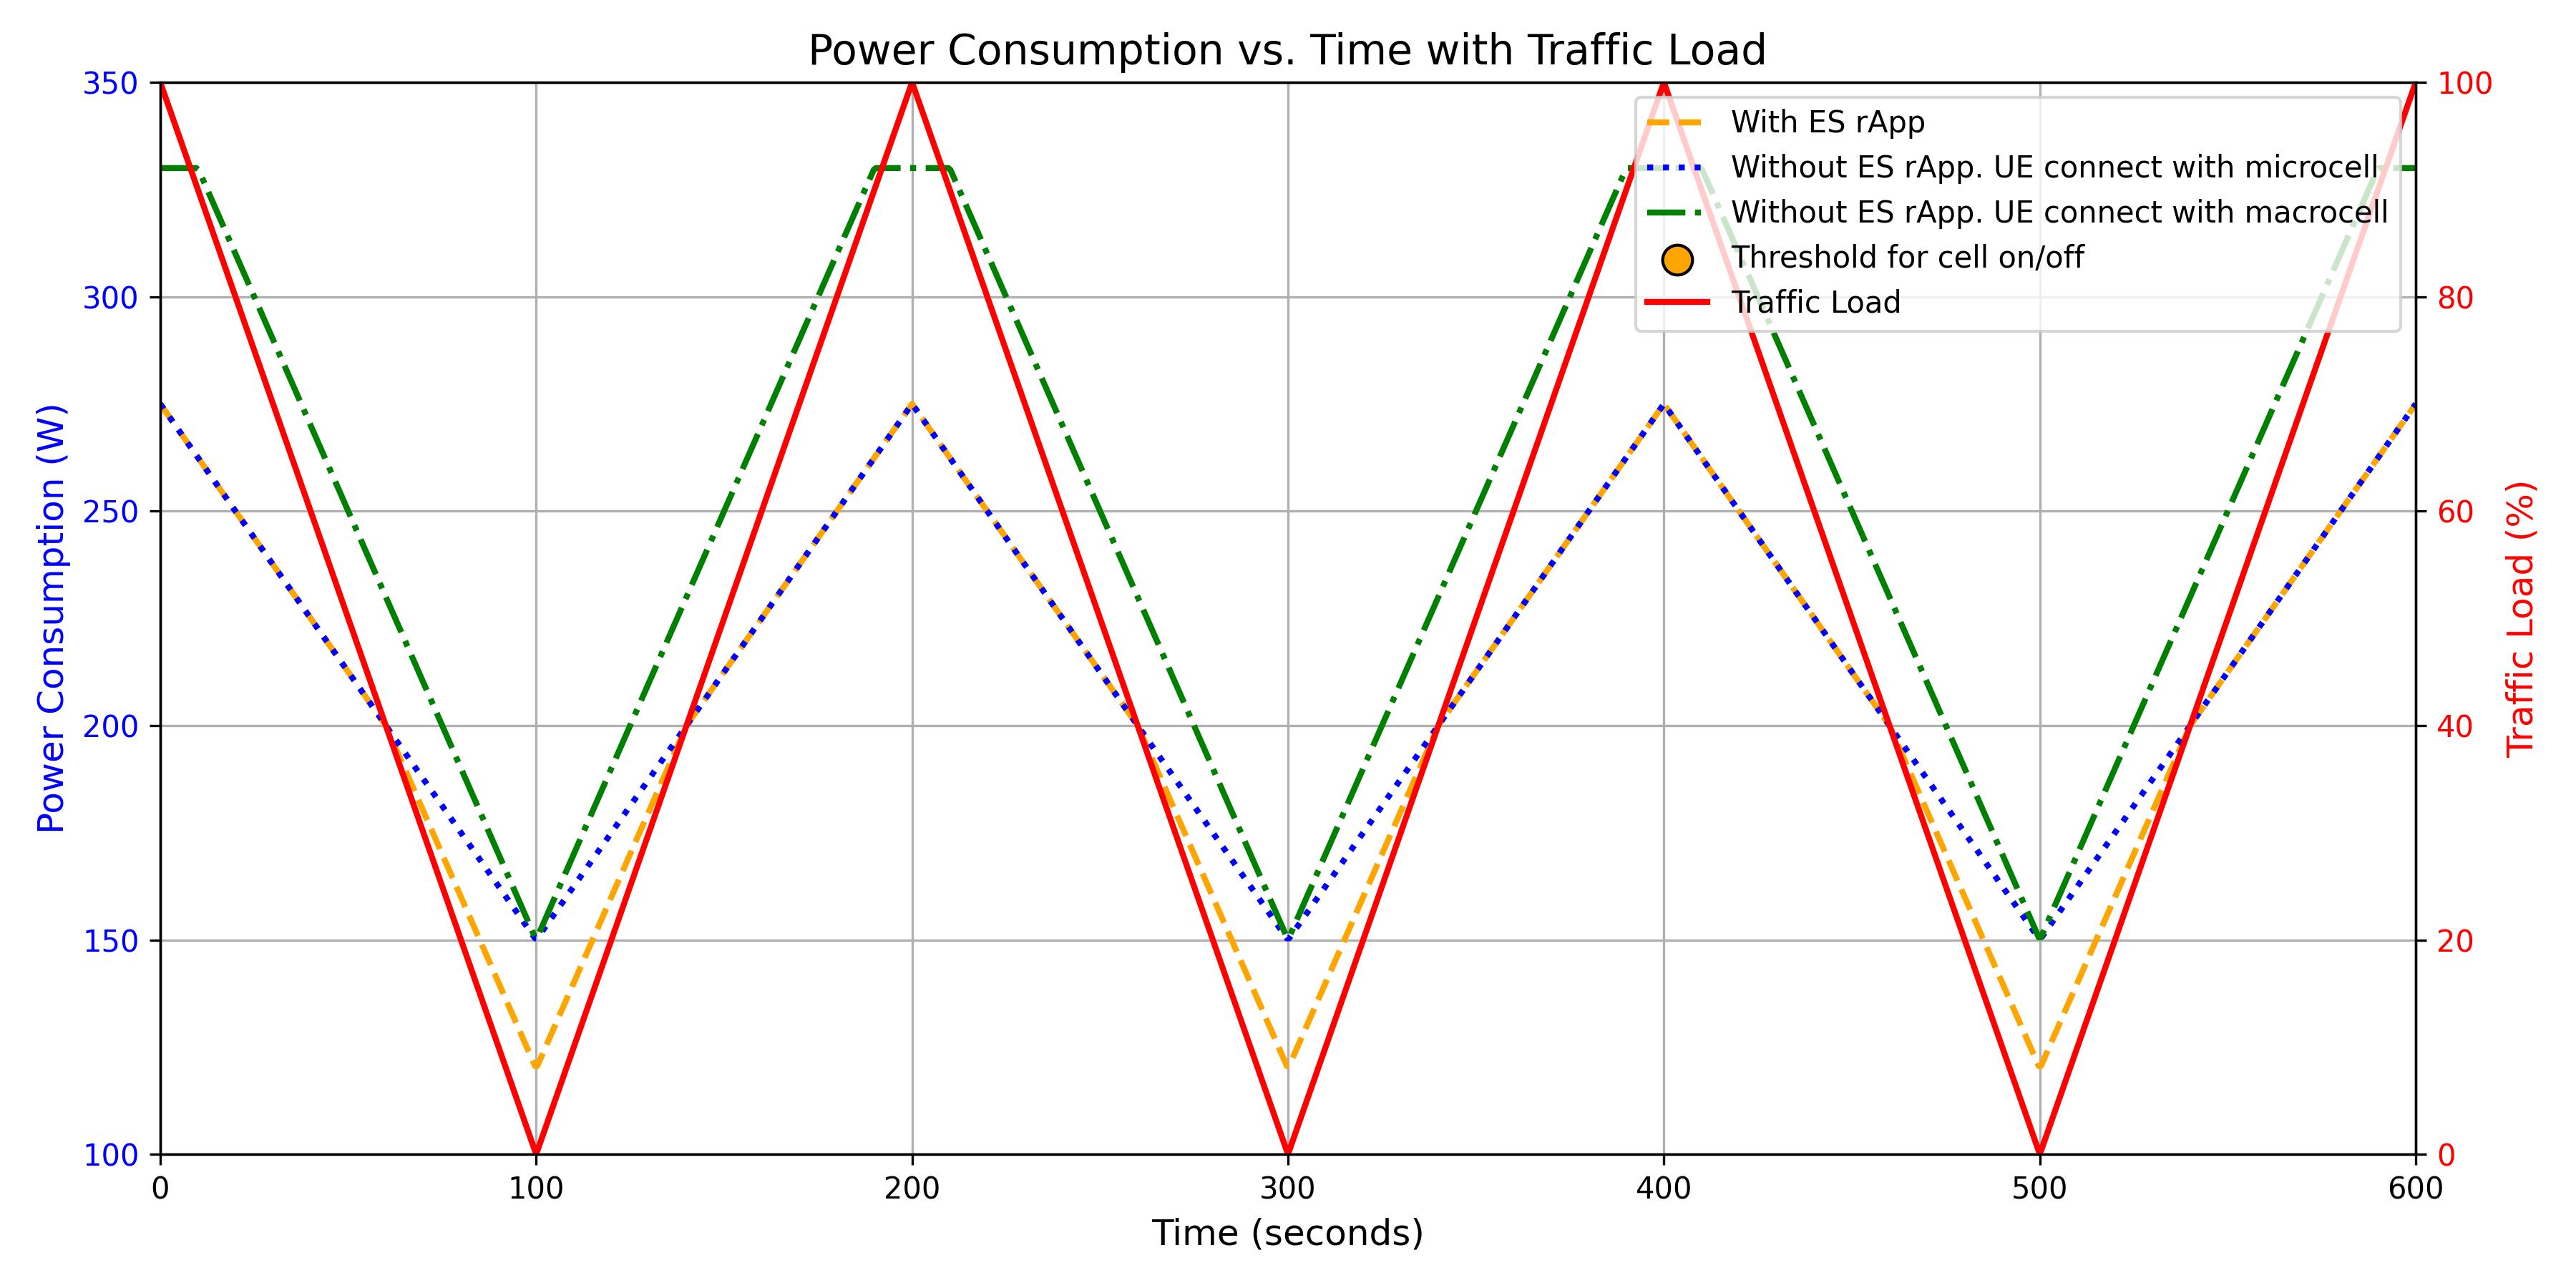 Power Consumption vs. Time with Traffic Load
350
300
250
200
150
100
Power Consumption (W)
With ES rApp
Without ES rApp. UE connect with microcell
Without ES rApp. UE connect with macrocell
Threshold for cell on/off
Traffic Load
100
80
60
40
20
0
Traffic Load (%)
0 100 200 300 400 500 600
Time (seconds)